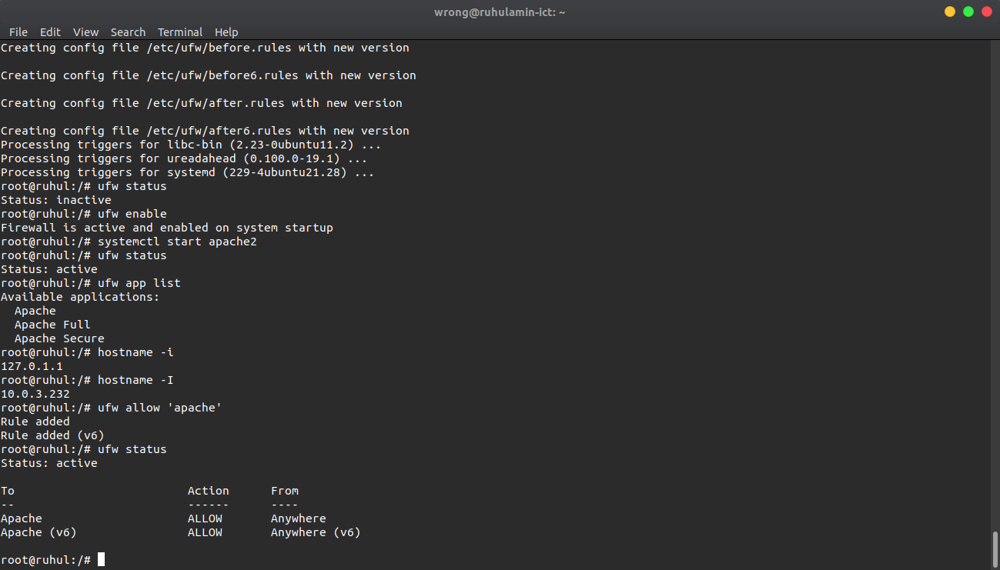 wrong@ruhulamin-ict: ~
File Edit View Search Terminal Help
Creating config file /etc/ufw/before.rules with new version
Creating config file /etc/ufw/before6.rules with new version
Creating config file /etc/ufw/after.rules with new version
Creating config file /etc/ufw/after6.rules with new version
Processing triggers for libc-bin (2.23-0ubuntu11.2) ...
Processing triggers for ureadahead (0.100.0-19.1) ...
Processing triggers for systemd (229-4ubuntu21.28) ...
root@ruhul:/# ufw status
Status: inactive
root@ruhul:/# ufw enable
Firewall is active and enabled on system startup
root@ruhul:/# systemctl start apache2
root@ruhul:/# ufw status
Status: active
root@ruhul:/# ufw app list
Available applications:
  Apache
  Apache Full
  Apache Secure
root@ruhul:/# hostname -i
127.0.1.1
root@ruhul:/# hostname -I
10.0.3.232
root@ruhul:/# ufw allow 'apache'
Rule added
Rule added (v6)
root@ruhul:/# ufw status
Status: active
To                         Action      From
--                         ------      ----
Apache                     ALLOW       Anywhere
Apache (v6)                ALLOW       Anywhere (v6)
root@ruhul:/#